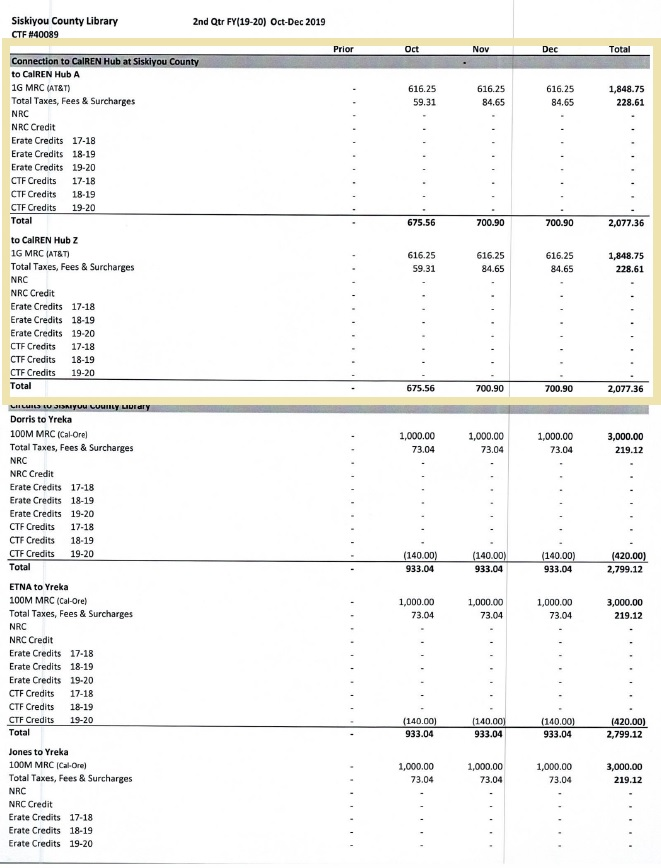 Siskiyou County Library 2nd Qtr FY(19-20) Oct-Dec 2019
CTF #40089
Prior Oct Nov Dec Total
Connection to CalREN Hub at Siskiyou County -
to CalREN Hub A
1G MRC (AT&T) - 616.25 616.25 616.25 1,848.75
Total Taxes, Fees & Surcharges - 59.31 84.65 84.65 228.61
NRC - - - - -
NRC Credit - - - - -
Erate Credits 17-18 - - - - -
Erate Credits 18-19 - - - - -
Erate Credits 19-20 - - - - -
CTF Credits 17-18 - - - - -
CTF Credits 18-19 - - - - -
CTF Credits 19-20 - - - - -
Total - 675.56 700.90 700.90 2,077.36
to CalREN Hub Z
1G MRC (AT&T) - 616.25 616.25 616.25 1,848.75
Total Taxes, Fees & Surcharges - 59.31 84.65 84.65 228.61
NRC - - - - -
NRC Credit - - - - -
Erate Credits 17-18 - - - - -
Erate Credits 18-19 - - - - -
Erate Credits 19-20 - - - - -
CTF Credits 17-18 - - - - -
CTF Credits 18-19 - - - - -
CTF Credits 19-20 - - - - -
Total - 675.56 700.90 700.90 2,077.36
Circuits to Siskiyou County Library
Dorris to Yreka
100M MRC (Cal-Ore) - 1,000.00 1,000.00 1,000.00 3,000.00
Total Taxes, Fees & Surcharges - 73.04 73.04 73.04 219.12
NRC - - - - -
NRC Credit - - - - -
Erate Credits 17-18 - - - - -
Erate Credits 18-19 - - - - -
Erate Credits 19-20 - - - - -
CTF Credits 17-18 - - - - -
CTF Credits 18-19 - - - - -
CTF Credits 19-20 - (140.00) (140.00) (140.00) (420.00)
Total - 933.04 933.04 933.04 2,799.12
ETNA to Yreka
100M MRC (Cal-Ore) - 1,000.00 1,000.00 1,000.00 3,000.00
Total Taxes, Fees & Surcharges - 73.04 73.04 73.04 219.12
NRC - - - - -
NRC Credit - - - - -
Erate Credits 17-18 - - - - -
Erate Credits 18-19 - - - - -
Erate Credits 19-20 - - - - -
CTF Credits 17-18 - - - - -
CTF Credits 18-19 - - - - -
CTF Credits 19-20 - (140.00) (140.00) (140.00) (420.00)
Total - 933.04 933.04 933.04 2,799.12
Jones to Yreka
100M MRC (Cal-Ore) - 1,000.00 1,000.00 1,000.00 3,000.00
Total Taxes, Fees & Surcharges - 73.04 73.04 73.04 219.12
NRC - - - - -
NRC Credit - - - - -
Erate Credits 17-18 - - - - -
Erate Credits 18-19 - - - - -
Erate Credits 19-20 - - - - -